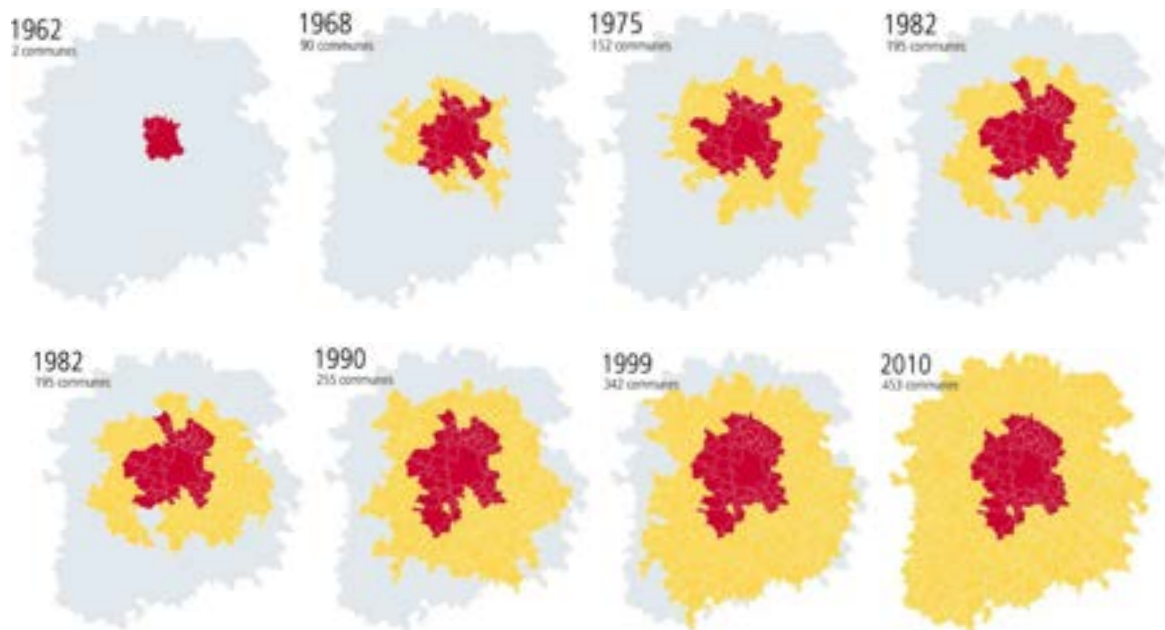 1962
2 communes
1968
90 communes
1975
152 communes
1982
195 communes
1982
195 communes
1990
255 communes
1999
342 communes
2010
453 communes